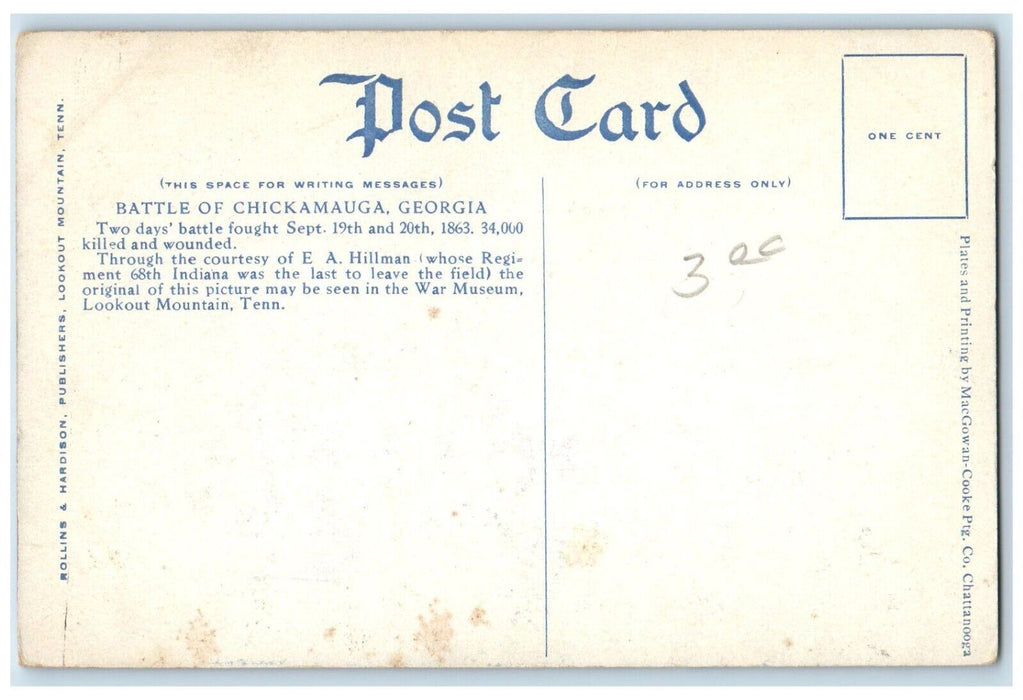 Post Card
ONE CENT
(THIS SPACE FOR WRITING MESSAGES)
(FOR ADDRESS ONLY)
BATTLE OF CHICKAMAUGA, GEORGIA
Two days' battle fought Sept. 19th and 20th, 1863. 34,000
killed and wounded.
Through the courtesy of E A. Hillman (whose Regi-
ment 68th Indiana was the last to leave the field) the
original of this picture may be seen in the War Museum,
Lookout Mountain, Tenn.
3 00
ROLLINS & HARDISON, PUBLISHERS, LOOKOUT MOUNTAIN, TENN.
Plates and Printing by MacGowan-Cooke Ptg. Co. Chattanooga